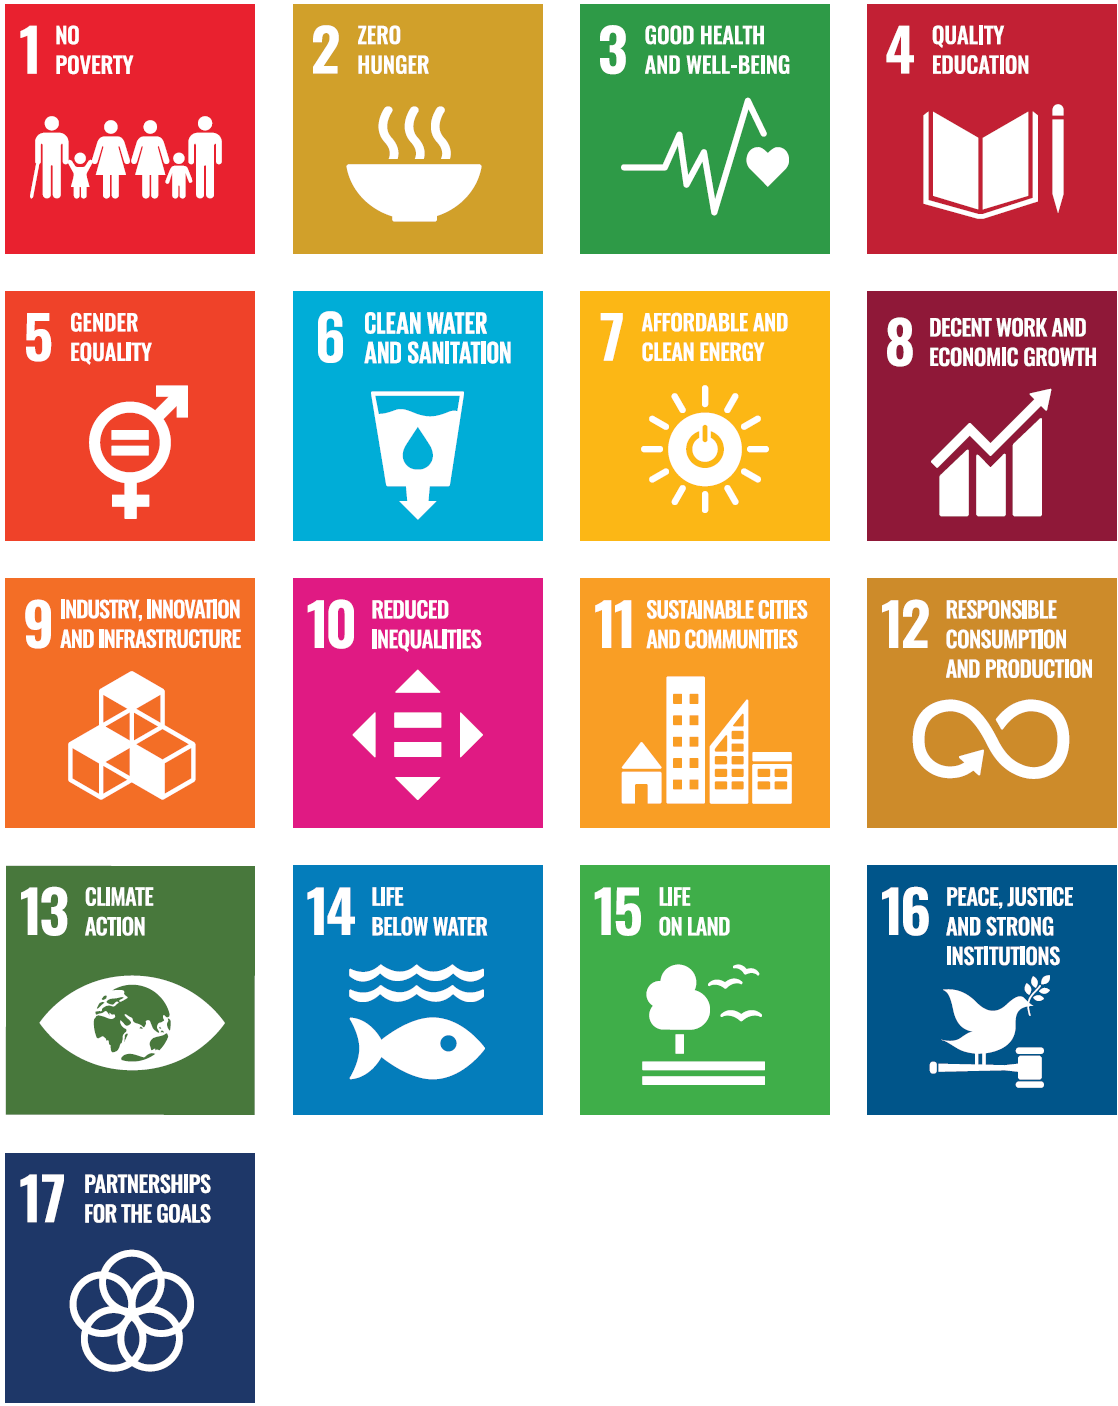 1 NO
POVERTY
2 ZERO
HUNGER
3 GOOD HEALTH
AND WELL-BEING
4 QUALITY
EDUCATION
5 GENDER
EQUALITY
6 CLEAN WATER
AND SANITATION
7 AFFORDABLE AND
CLEAN ENERGY
8 DECENT WORK AND
ECONOMIC GROWTH
9 INDUSTRY, INNOVATION
AND INFRASTRUCTURE
10 REDUCED
INEQUALITIES
11 SUSTAINABLE CITIES
AND COMMUNITIES
12 RESPONSIBLE
CONSUMPTION
AND PRODUCTION
13 CLIMATE
ACTION
14 LIFE
BELOW WATER
15 LIFE
ON LAND
16 PEACE, JUSTICE
AND STRONG
INSTITUTIONS
17 PARTNERSHIPS
FOR THE GOALS